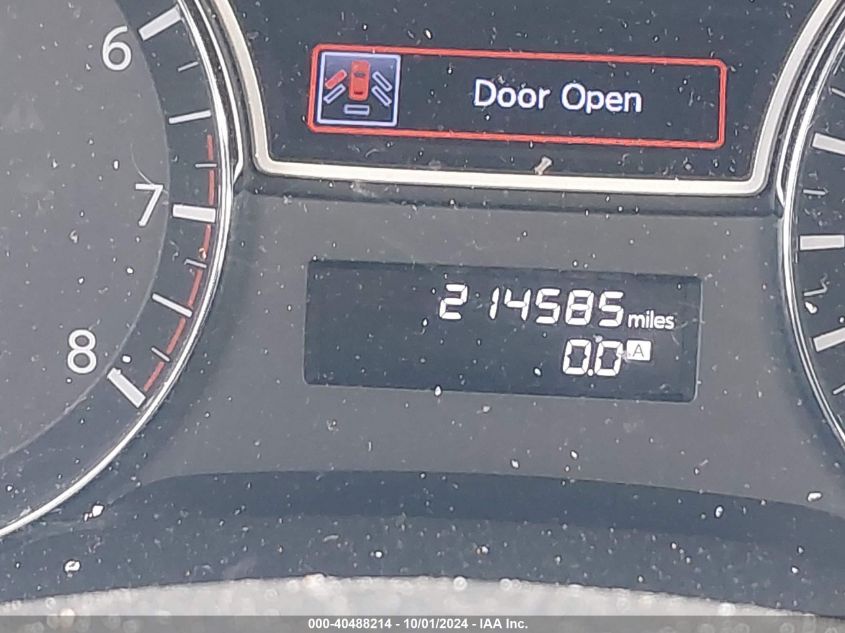 6
Door Open
7
214585 miles
8
0.0 A
000-40488214 - 10/01/2024 - IAA Inc.